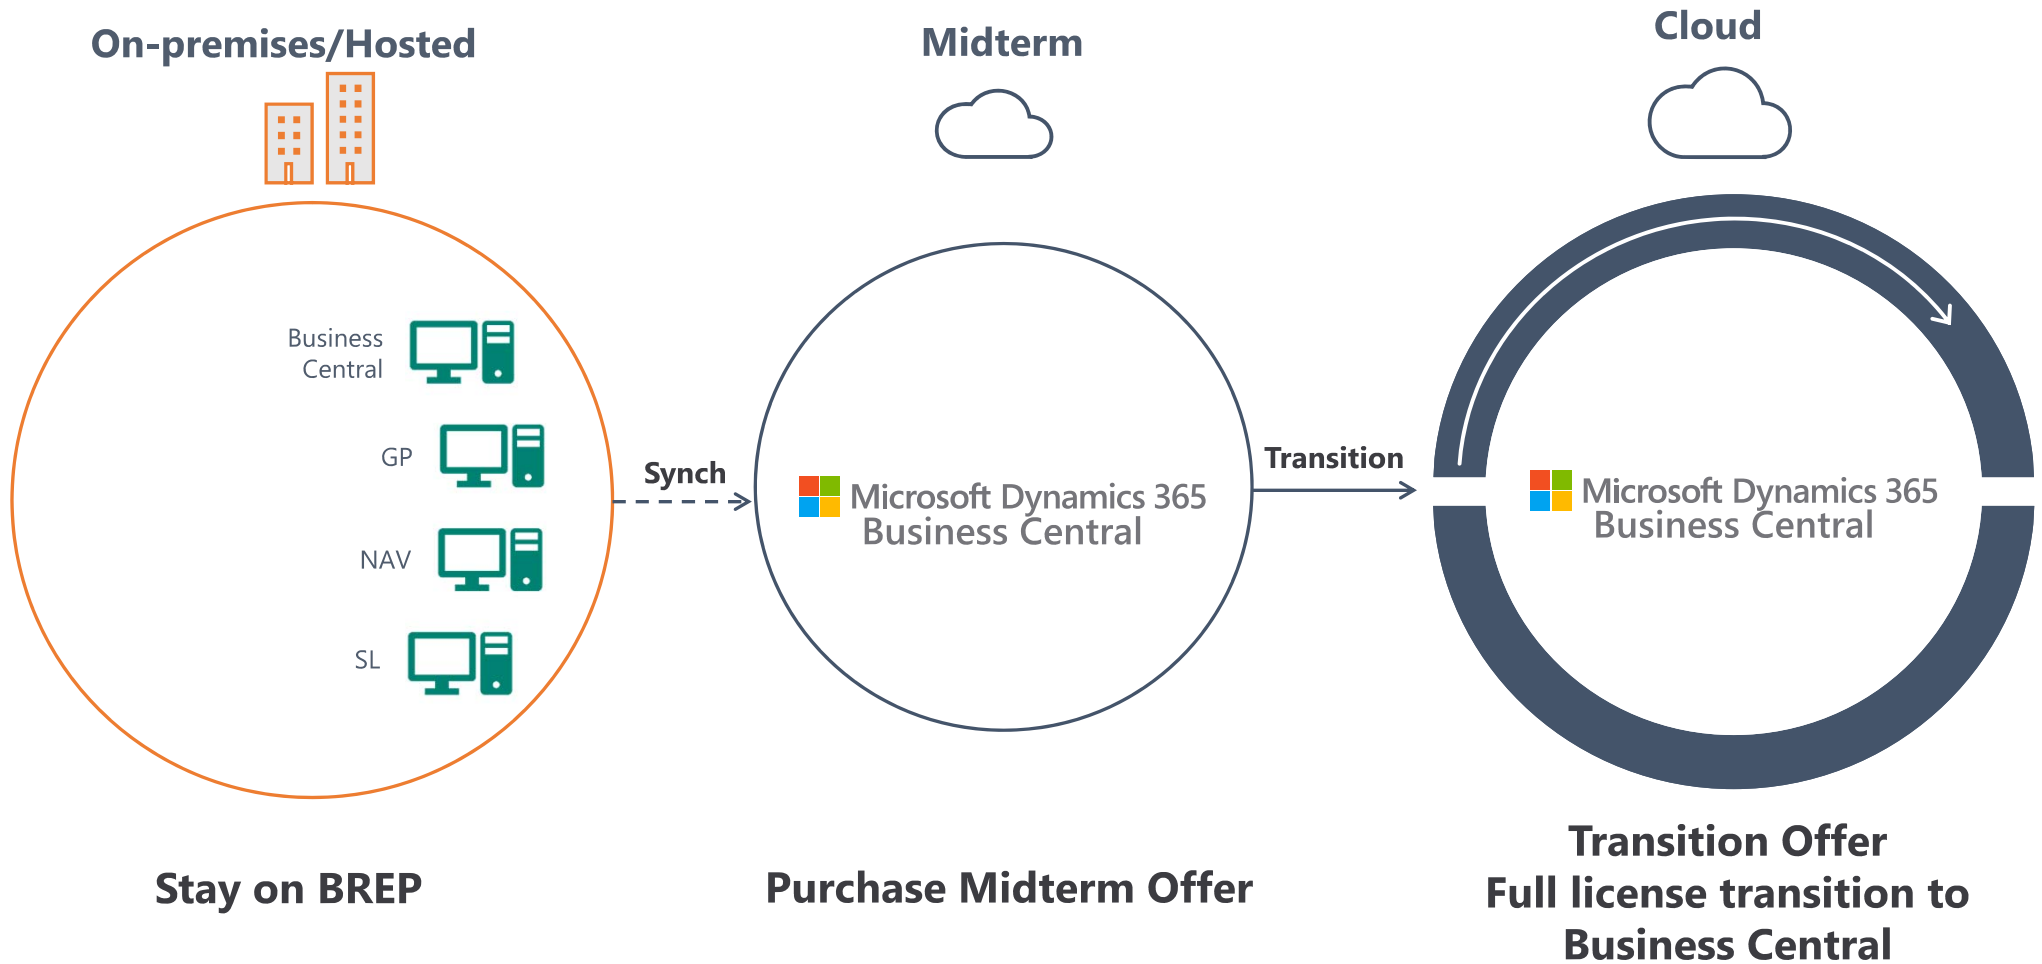 On-premises/Hosted
Business
Central
GP
NAV
SL
Stay on BREP
Synch
Midterm
Microsoft Dynamics 365
Business Central
Purchase Midterm Offer
Transition
Cloud
Microsoft Dynamics 365
Business Central
Transition Offer
Full license transition to
Business Central